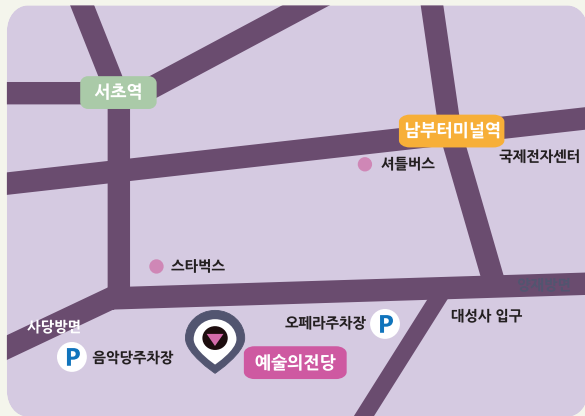 서초역
남부터미널역
국제전자센터
셔틀버스
스타벅스
사당방면
P 음악당주차장
오페라주차장 P
대성사 입구
예술의전당